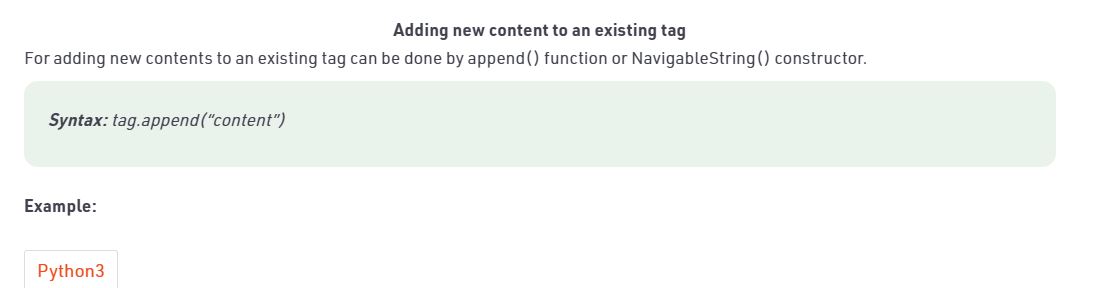 Adding new content to an existing tag
For adding new contents to an existing tag can be done by append() function or NavigableString() constructor.
Syntax: tag.append(“content”)
Example:
Python3